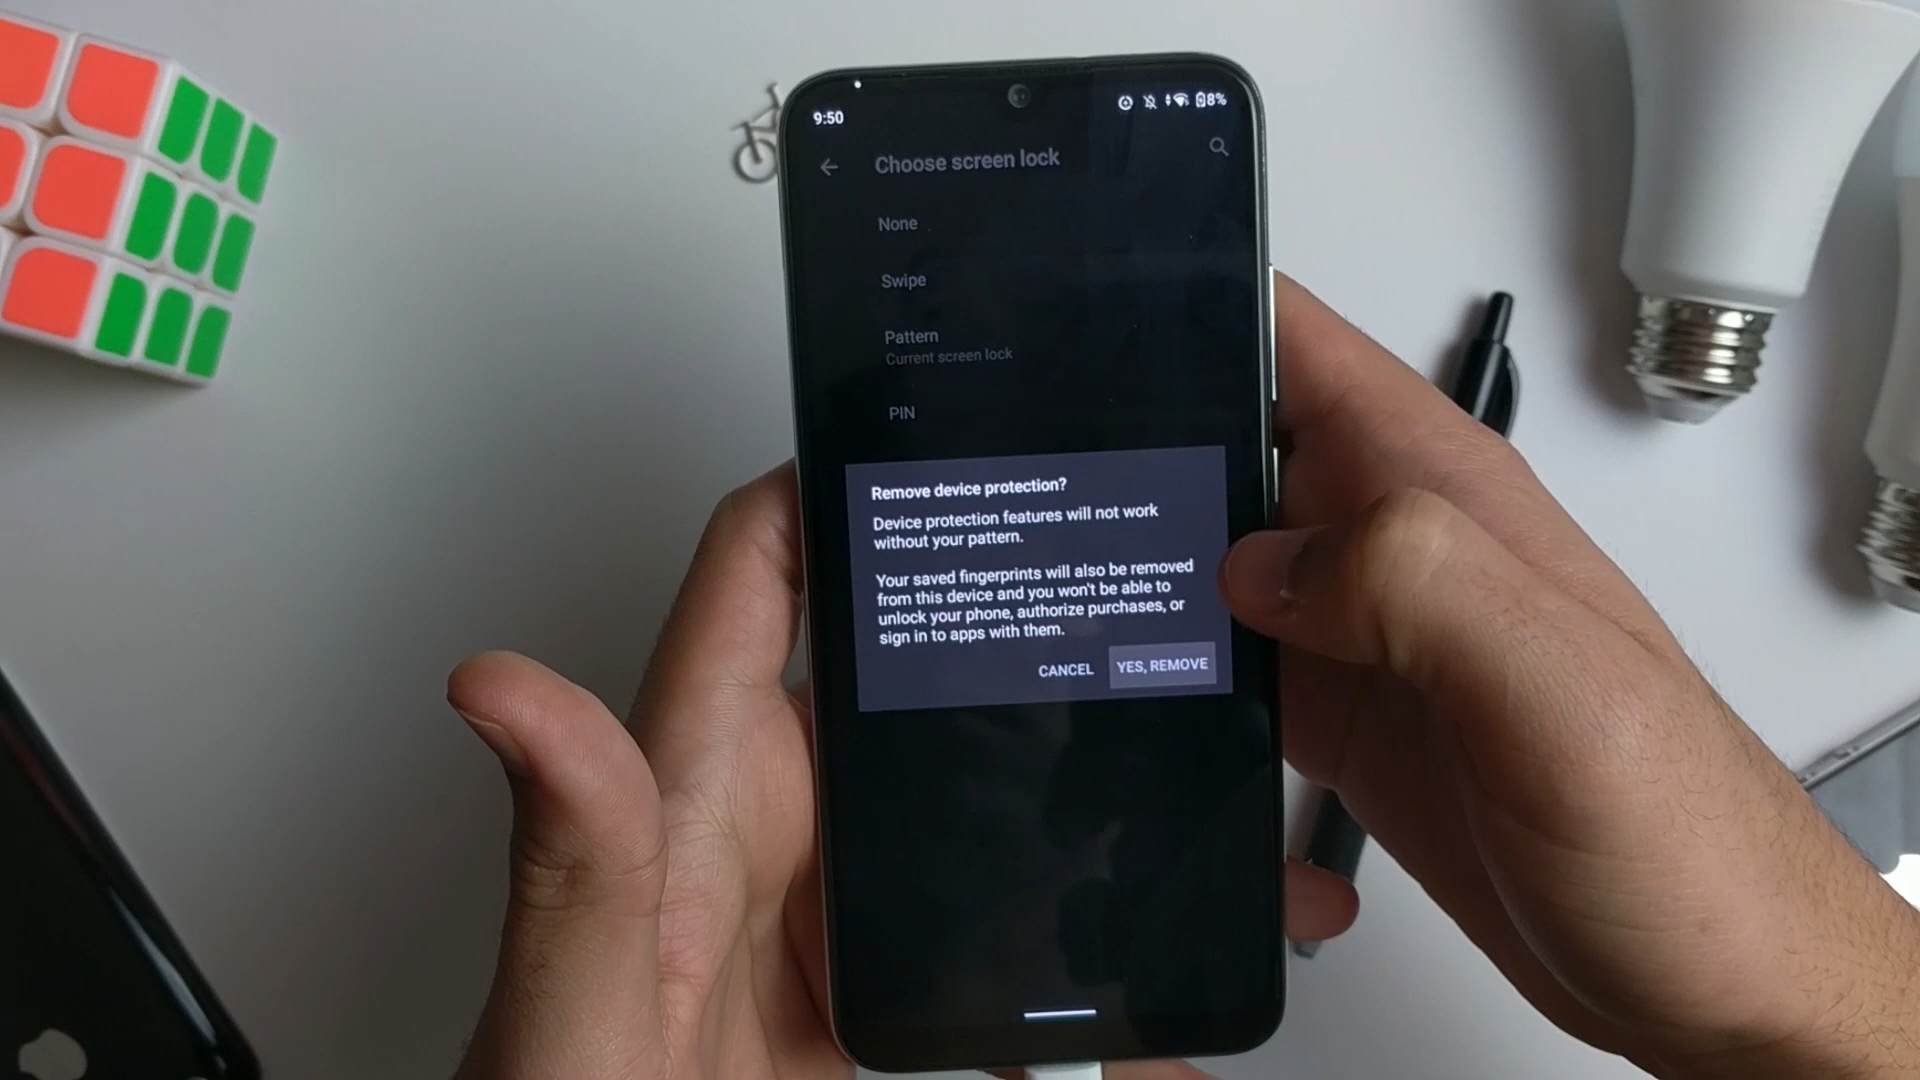 9:50
8%
Choose screen lock
None
Swipe
Pattern
Current screen lock
PIN
Remove device protection?
Device protection features will not work
without your pattern.
Your saved fingerprints will also be removed
from this device and you won't be able to
unlock your phone, authorize purchases, or
sign in to apps with them.
CANCEL YES, REMOVE